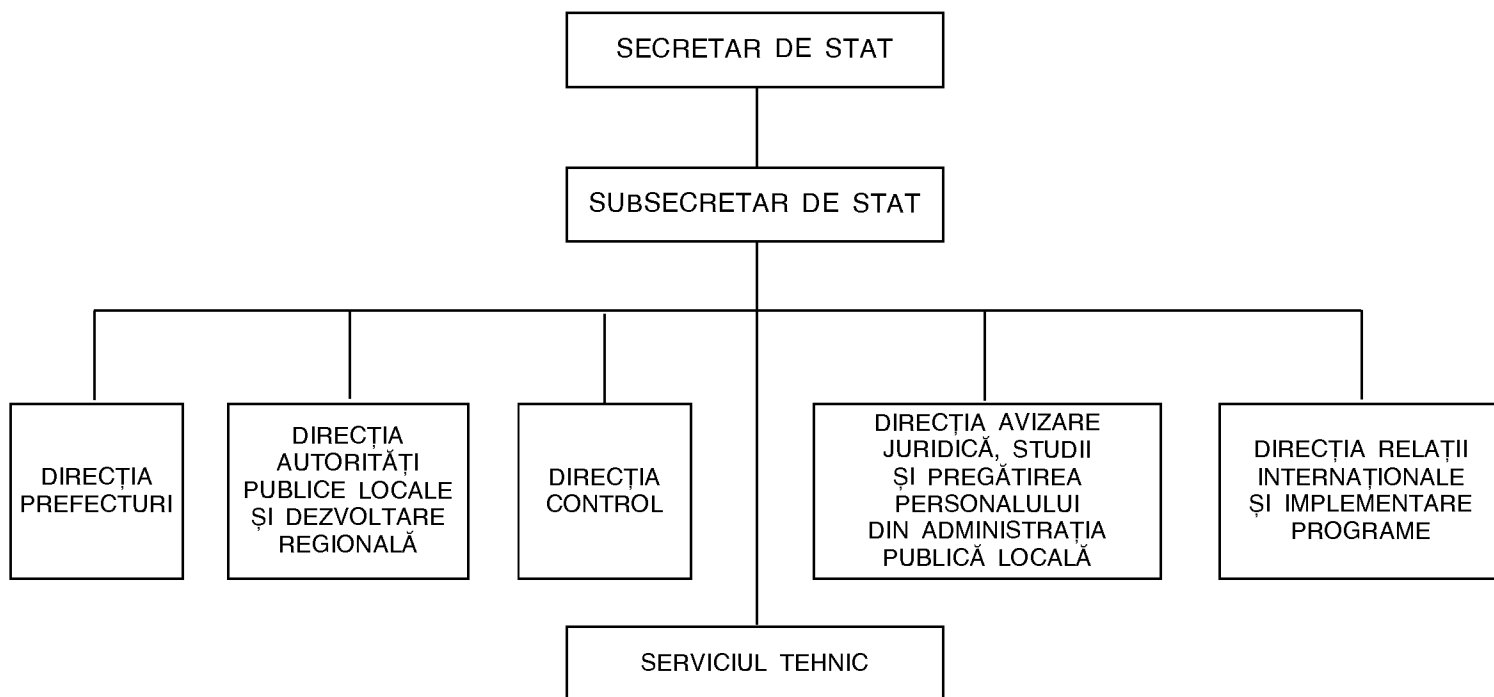 SECRETAR DE STAT
SUBSECRETAR DE STAT
DIRECȚIA
PREFECTURI
DIRECȚIA
AUTORITĂȚI
PUBLICE LOCALE
ȘI DEZVOLTARE
REGIONALĂ
DIRECȚIA
CONTROL
DIRECȚIA AVIZARE
JURIDICĂ, STUDII
ȘI PREGĂTIREA
PERSONALULUI
DIN ADMINISTRAȚIA
PUBLICĂ LOCALĂ
DIRECȚIA RELAȚII
INTERNAȚIONALE
ȘI IMPLEMENTARE
PROGRAME
SERVICIUL TEHNIC